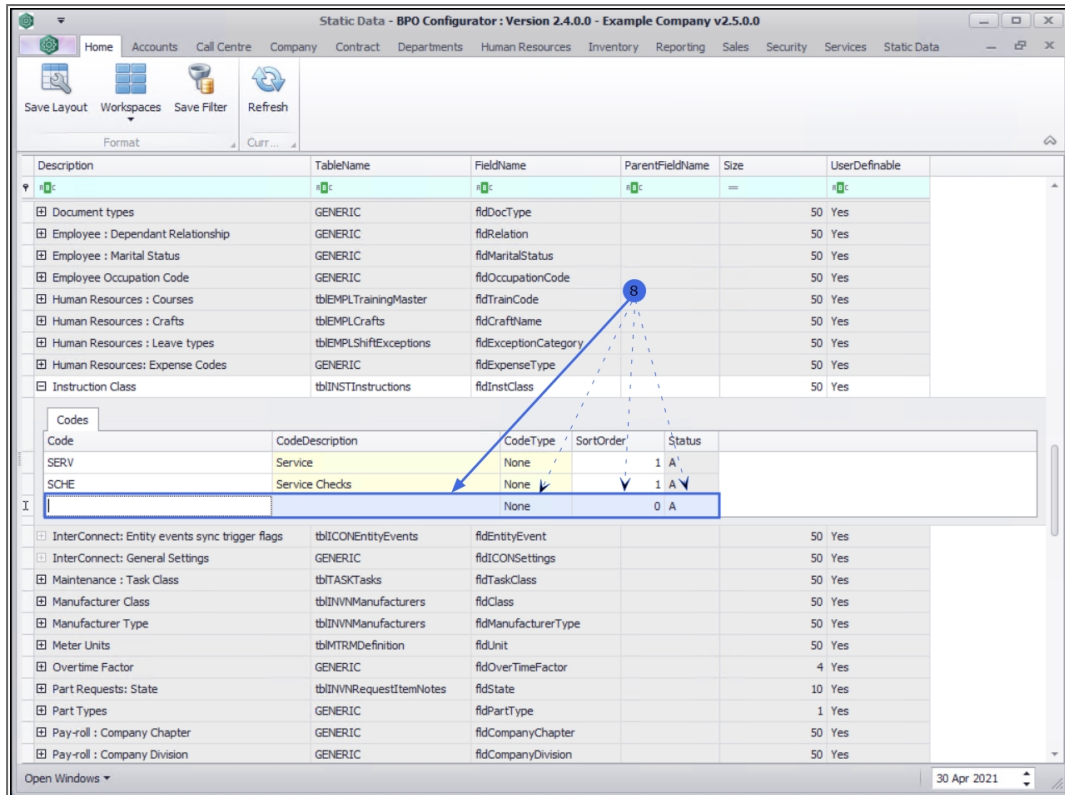 Static Data - BPO Configurator : Version 2.4.0.0 - Example Company v2.5.0.0
Home Accounts Call Centre Company Contract Departments Human Resources Inventory Reporting Sales Security Services Static Data
Save Layout Workspaces Save Filter Refresh
Format Curr...
Description TableName FieldName ParentFieldName Size UserDefinable
Document types GENERIC fldDocType 50 Yes
Employee : Dependant Relationship GENERIC fldRelation 50 Yes
Employee : Marital Status GENERIC fldMaritalStatus 50 Yes
Employee Occupation Code GENERIC fldOccupationCode 50 Yes
8
Human Resources : Courses tblEMPLTrainingMaster fldTrainCode 50 Yes
Human Resources : Crafts tblEMPLCrafts fldCraftName 50 Yes
Human Resources : Leave types tblEMPLShiftExceptions fldExceptionCategory 50 Yes
Human Resources: Expense Codes GENERIC fldExpenseType 50 Yes
Instruction Class tblINSTInstructions fldInstClass 50 Yes
Codes
Code CodeDescription CodeType SortOrder Status
SERV Service None 1 A
SCHE Service Checks None 1 A
None 0 A
InterConnect: Entity events sync trigger flags tblICONEntityEvents fldEntityEvent 50 Yes
InterConnect: General Settings GENERIC fldICONSettings 50 Yes
Maintenance : Task Class tblTASKTasks fldTaskClass 50 Yes
Manufacturer Class tblINVNManufacturers fldClass 50 Yes
Manufacturer Type tblINVNManufacturers fldManufacturerType 50 Yes
Meter Units tblMTRMDefinition fldUnit 50 Yes
Overtime Factor GENERIC fldOverTimeFactor 4 Yes
Part Requests: State tblINVNRequestItemNotes fldState 10 Yes
Part Types GENERIC fldPartType 1 Yes
Pay-roll : Company Chapter GENERIC fldCompanyChapter 50 Yes
Pay-roll : Company Division GENERIC fldCompanyDivision 50 Yes
Open Windows 30 Apr 2021